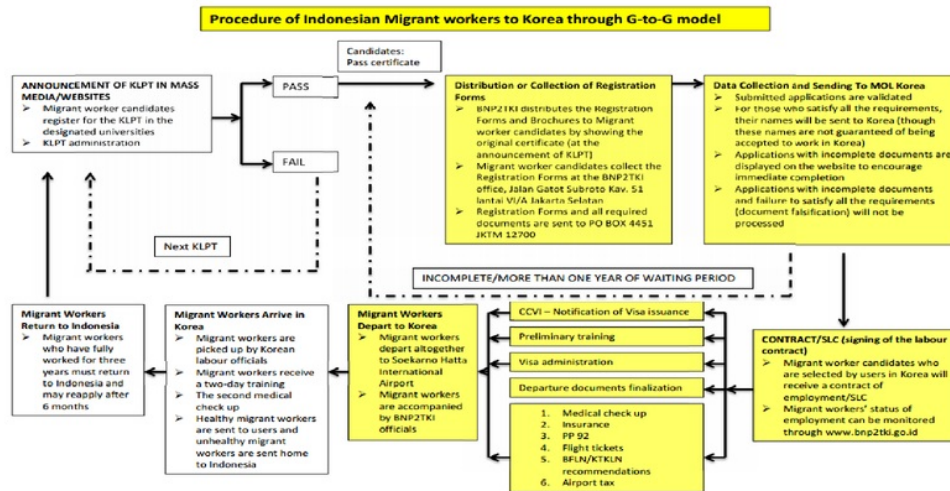 Procedure of Indonesian Migrant workers to Korea through G-to-G model
ANNOUNCEMENT OF KLPT IN MASS
MEDIA/WEBSITES
➢ Migrant worker candidates
register for the KLPT in the
designated universities
➢ KLPT administration
PASS
FAIL
Candidates:
Pass certificate
Next KLPT
Distribution or Collection of Registration
Forms
➢ BNP2TKI distributes the Registration
Forms and Brochures to Migrant
worker candidates by showing the
original certificate (at the
announcement of KLPT)
➢ Migrant worker candidates collect the
Registration Forms at the BNP2TKI
office, Jalan Gatot Subroto Kav. 51
lantai VI/A Jakarta Selatan
➢ Registration Forms and all required
documents are sent to PO BOX 4451
JKTM 12700
Data Collection and Sending To MOL Korea
➢ Submitted applications are validated
➢ For those who satisfy all the requirements,
their names will be sent to Korea (though
these names are not guaranteed of being
accepted to work in Korea)
➢ Applications with incomplete documents are
displayed on the website to encourage
immediate completion
➢ Applications with incomplete documents
and failure to satisfy all the requirements
(document falsification) will not be
processed
INCOMPLETE/MORE THAN ONE YEAR OF WAITING PERIOD
CONTRACT/SLC (signing of the labour
contract)
➢ Migrant worker candidates who
are selected by users in Korea will
receive a contract of
employment/SLC
➢ Migrant workers' status of
employment can be monitored
through www.bnp2tki.go.id
CCVI – Notification of Visa issuance
Preliminary training
Visa administration
Departure documents finalization
1. Medical check up
2. Insurance
3. PP 92
4. Flight tickets
5. BFLN/KTKLN
recommendations
6. Airport tax
Migrant Workers
Depart to Korea
➢ Migrant workers
depart altogether to
Soekarno Hatta
International
Airport
➢ Migrant workers
are accompanied by
BNP2TKI officials
Migrant Workers Arrive in
Korea
➢ Migrant workers are
picked up by Korean
labour officials
➢ Migrant workers receive
a two-day training
➢ The second medical
check up
➢ Healthy migrant workers
are sent to users and
unhealthy migrant
workers are sent home to
Indonesia
Migrant Workers
Return to Indonesia
➢ Migrant workers
who have fully
worked for three
years must return
to Indonesia and
may reapply after
6 months